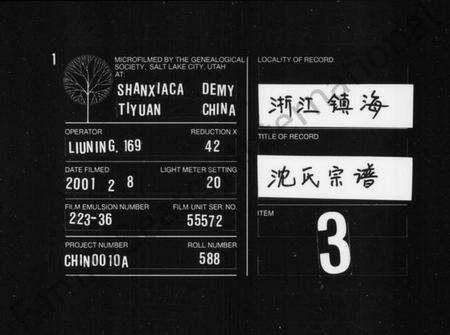 1
MICROFILMED BY THE GENEALOGICAL
SOCIETY, SALT LAKE CITY, UTAH
AT
SHANXIACA DEMY
TIYUAN CHINA
OPERATOR REDUCTION X
LIUNING, 169 42
DATE FILMED LIGHT METER SETTING
2001 2 8 20
FILM EMULSION NUMBER FILM UNIT SER. NO.
223-36 55572
PROJECT NUMBER ROLL NUMBER
CHIN0010A 588
LOCALITY OF RECORD
浙江镇海
TITLE OF RECORD
沈氏宗谱
ITEM
3